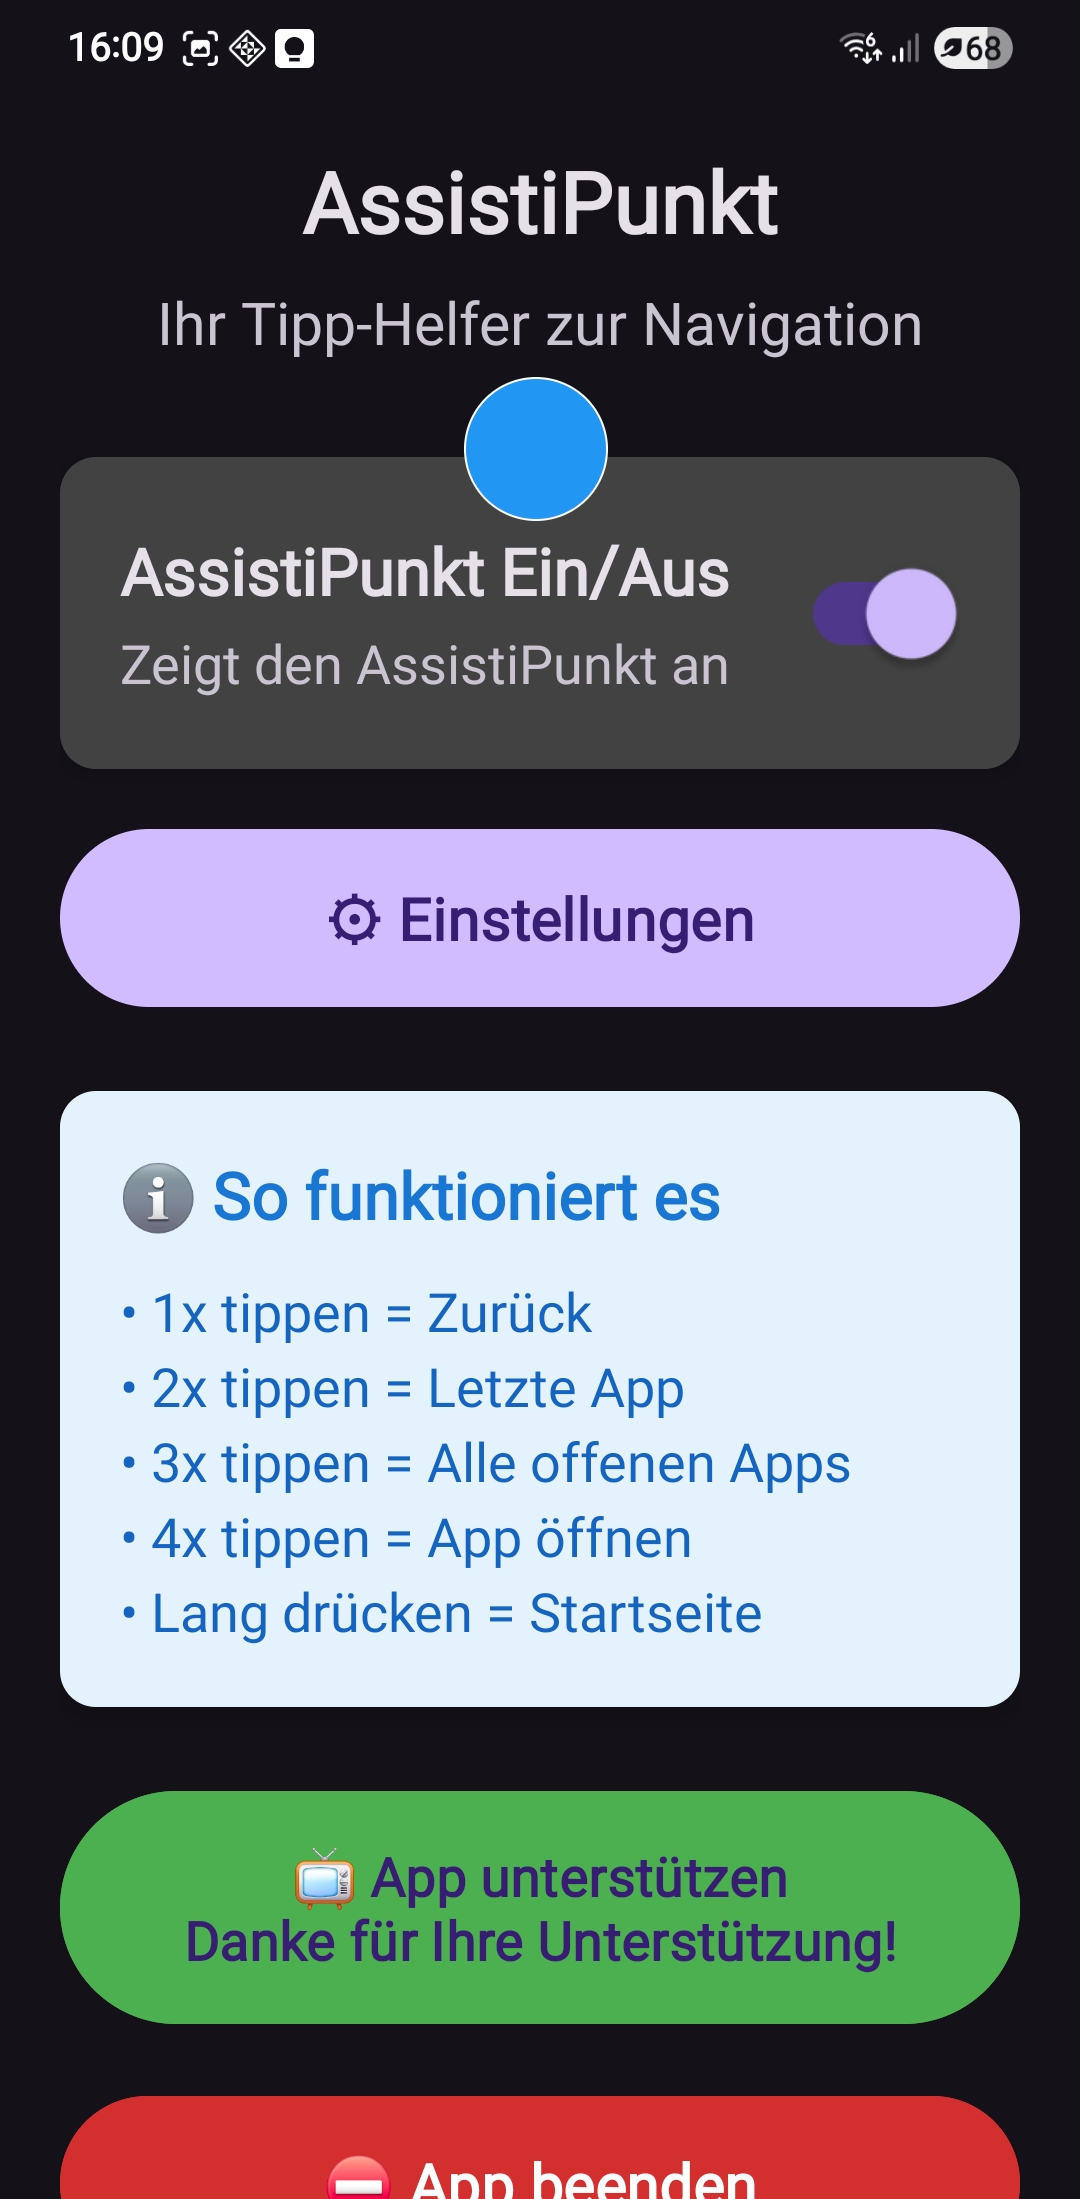 16:09
6
68
AssistiPunkt
Ihr Tipp-Helfer zur Navigation
AssistiPunkt Ein/Aus
Zeigt den AssistiPunkt an
⚙ Einstellungen
ℹ️ So funktioniert es
• 1x tippen = Zurück
• 2x tippen = Letzte App
• 3x tippen = Alle offenen Apps
• 4x tippen = App öffnen
• Lang drücken = Startseite
📺 App unterstützen
Danke für Ihre Unterstützung!
⛔ App beenden